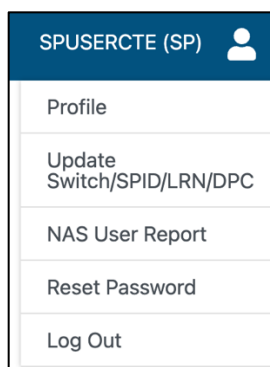 SPUSERCTE (SP)
Profile
Update
Switch/SPID/LRN/DPC
NAS User Report
Reset Password
Log Out